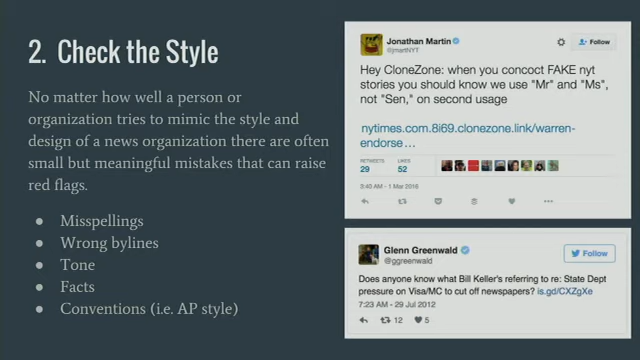 2. Check the Style
No matter how well a person or
organization tries to mimic the style and
design of a news organization there are often
small but meaningful mistakes that can raise
red flags.
● Misspellings
● Wrong bylines
● Tone
● Facts
● Conventions (i.e. AP style)
Jonathan Martin
@jmartNYT
Follow
Hey CloneZone: when you concoct FAKE nyt
stories you should know we use "Mr" and "Ms",
not "Sen," on second usage
nytimes.com.8i69.clonezone.link/warren-
endorse…
RETWEETS LIKES
29 52
3:40 AM - 1 Mar 2016
Glenn Greenwald
@ggreenwald
Follow
Does anyone know what Bill Keller's referring to re: State Dept
pressure on Visa/MC to cut off newspapers? is.gd/CXZgXe
7:23 AM - 29 Jul 2012
12 5